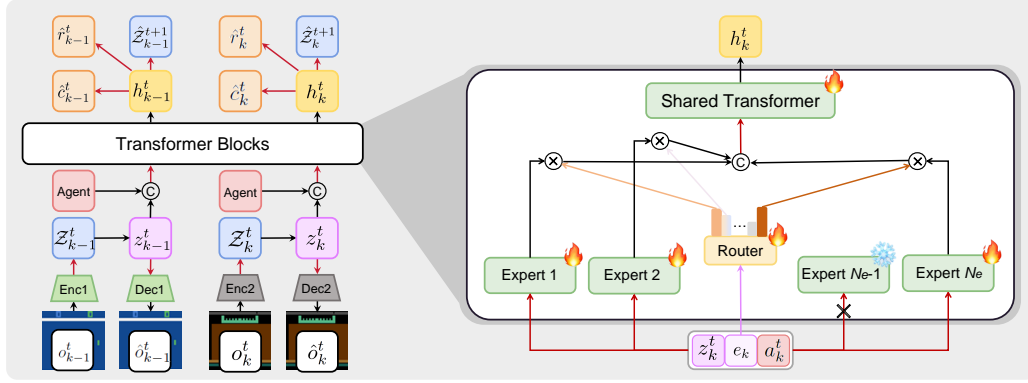 r̂ᵗₖ₋₁ 𝒵̂ᵗ⁺¹ₖ₋₁ r̂ᵗₖ 𝒵̂ᵗ⁺¹ₖ
ĉᵗₖ₋₁ hᵗₖ₋₁ ĉᵗₖ hᵗₖ
Transformer Blocks
Agent C Agent C
𝒵ᵗₖ₋₁ zᵗₖ₋₁ 𝒵ᵗₖ zᵗₖ
Enc1 Dec1 Enc2 Dec2
oᵗₖ₋₁ ôᵗₖ₋₁ oᵗₖ ôᵗₖ
hᵗₖ
Shared Transformer
C
...
Router
Expert 1 Expert 2 Expert Nₑ-1 Expert Nₑ
zᵗₖ eₖ aᵗₖ